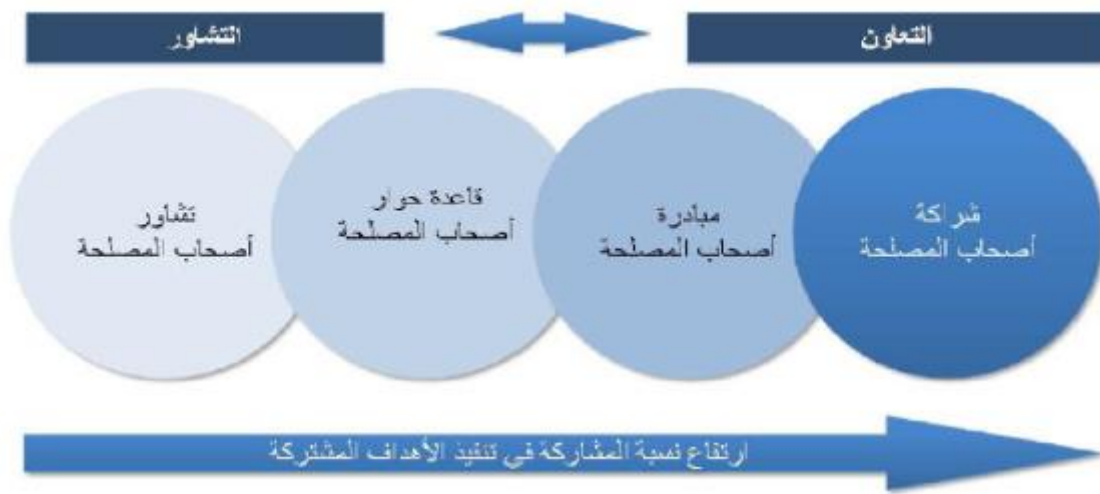 التشاور
التعاون
تشاور
أصحاب المصلحة
قاعدة حوار
أصحاب المصلحة
مبادرة
أصحاب المصلحة
شراكة
أصحاب المصلحة
ارتفاع نسبة المشاركة في تنفيذ الأهداف المشتركة